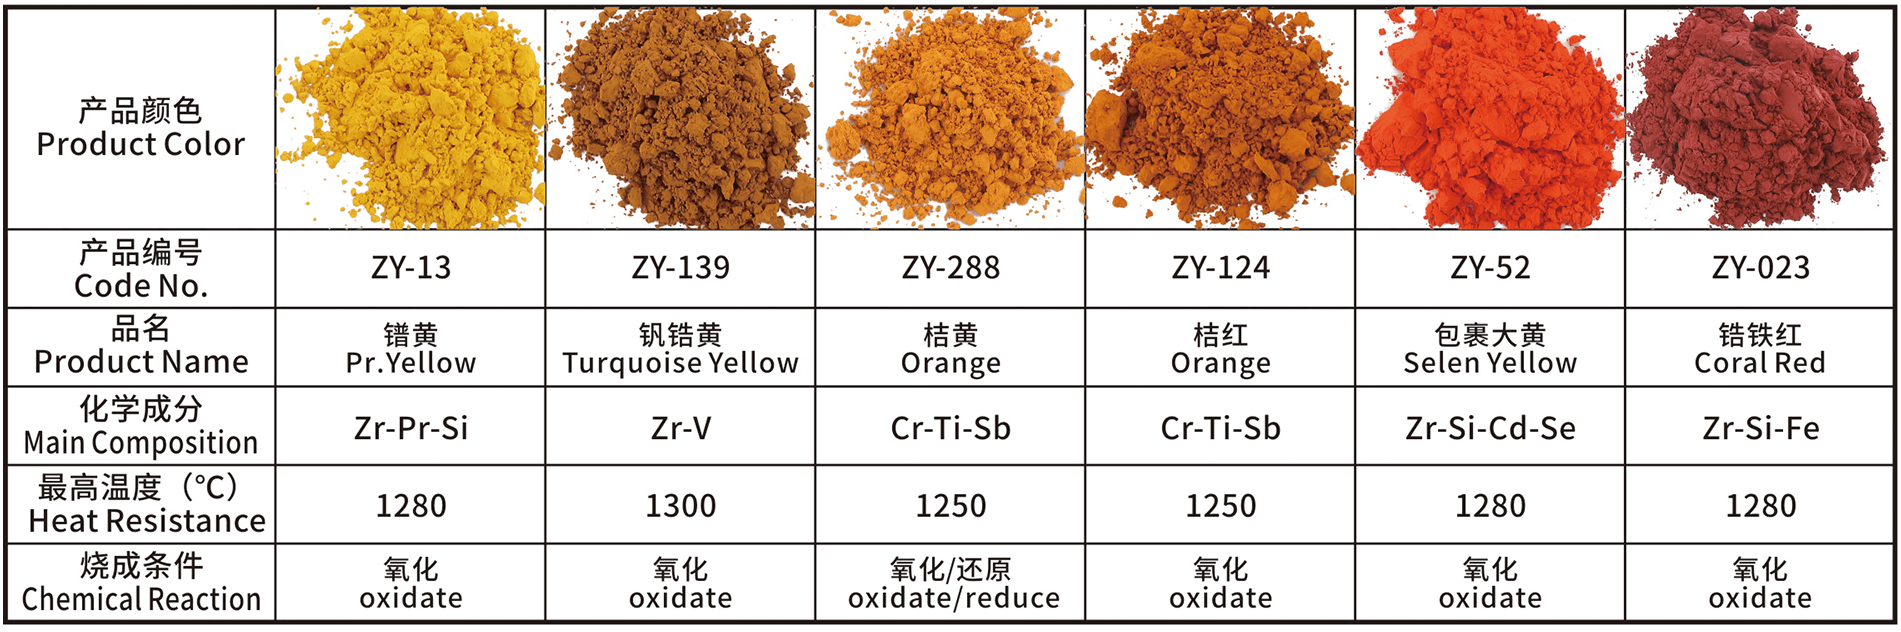 产品颜色
Product Color
产品编号
Code No.
ZY-13
ZY-139
ZY-288
ZY-124
ZY-52
ZY-023
品名
Product Name
镨黄
Pr.Yellow
钒锆黄
Turquoise Yellow
桔黄
Orange
桔红
Orange
包裹大黄
Selen Yellow
锆铁红
Coral Red
化学成分
Main Composition
Zr-Pr-Si
Zr-V
Cr-Ti-Sb
Cr-Ti-Sb
Zr-Si-Cd-Se
Zr-Si-Fe
最高温度（℃）
Heat Resistance
1280
1300
1250
1250
1280
1280
烧成条件
Chemical Reaction
氧化
oxidate
氧化
oxidate
氧化/还原
oxidate/reduce
氧化
oxidate
氧化
oxidate
氧化
oxidate